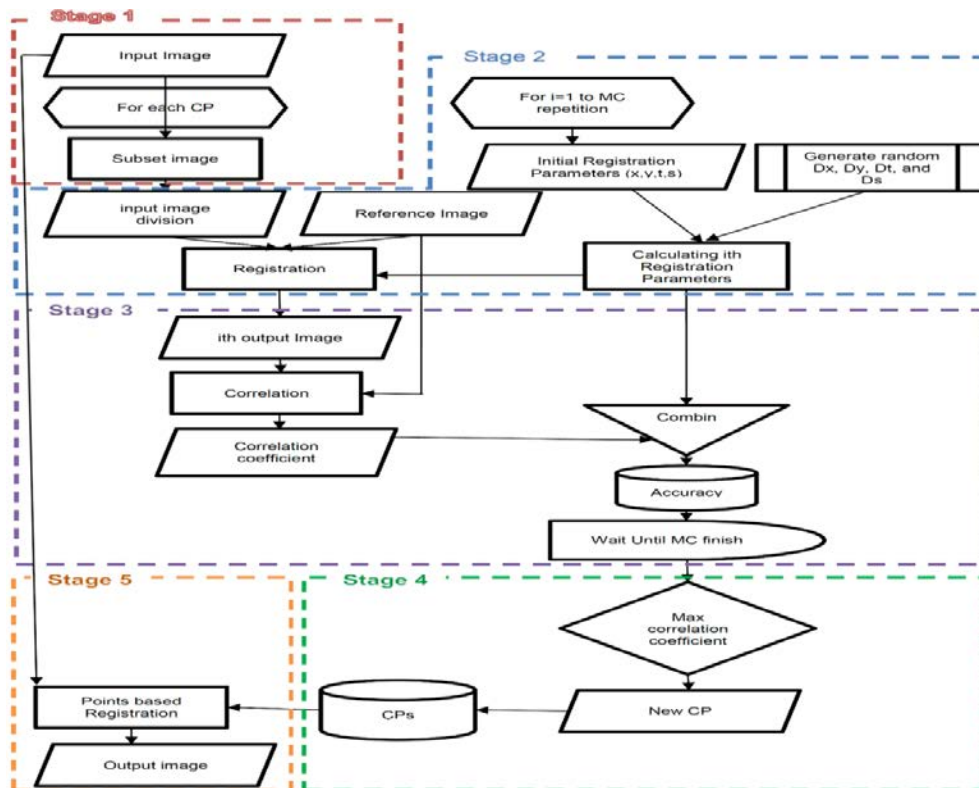 Stage 1
Input Image
For each CP
Subset image
Stage 2
For i=1 to MC
repetition
Initial Registration
Parameters (x,y,t,s)
Generate random
Dx, Dy, Dt, and
Ds
input image
division
Reference Image
Registration
Calculating ith
Registration
Parameters
Stage 3
ith output Image
Correlation
Correlation
coefficient
Combin
Accuracy
Wait Until MC finish
Stage 5
Stage 4
Max
correlation
coefficient
Points based
Registration
CPs
New CP
Output image